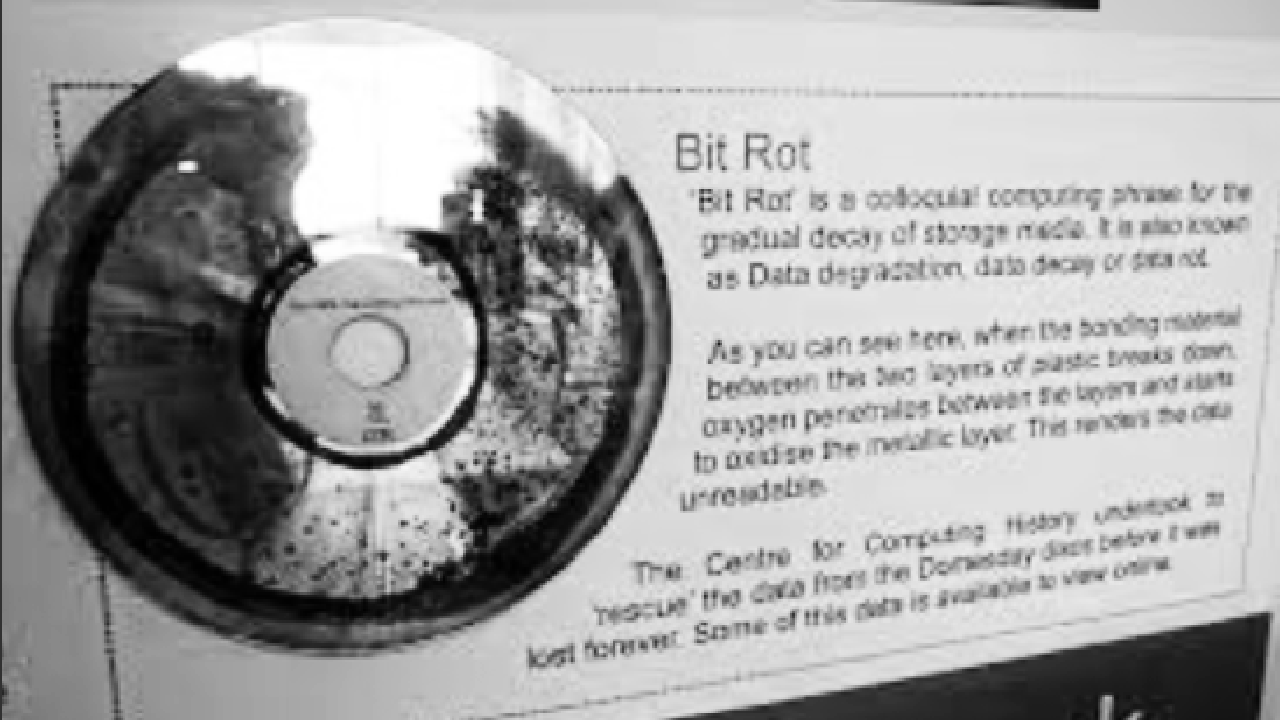 Bit Rot
'Bit Rot' is a colloquial computing phrase for the
gradual decay of storage media. It is also known
as Data degradation, data decay or data rot.
As you can see here, when the bonding material
between the two layers of plastic breaks down,
oxygen penetrates between the layers and starts
to oxidise the metallic layer. This renders the data
unreadable.
The Centre for Computing History undertook to
'rescue' the data from the Domesday discs before it was
lost forever. Some of this data is available to view online.
k